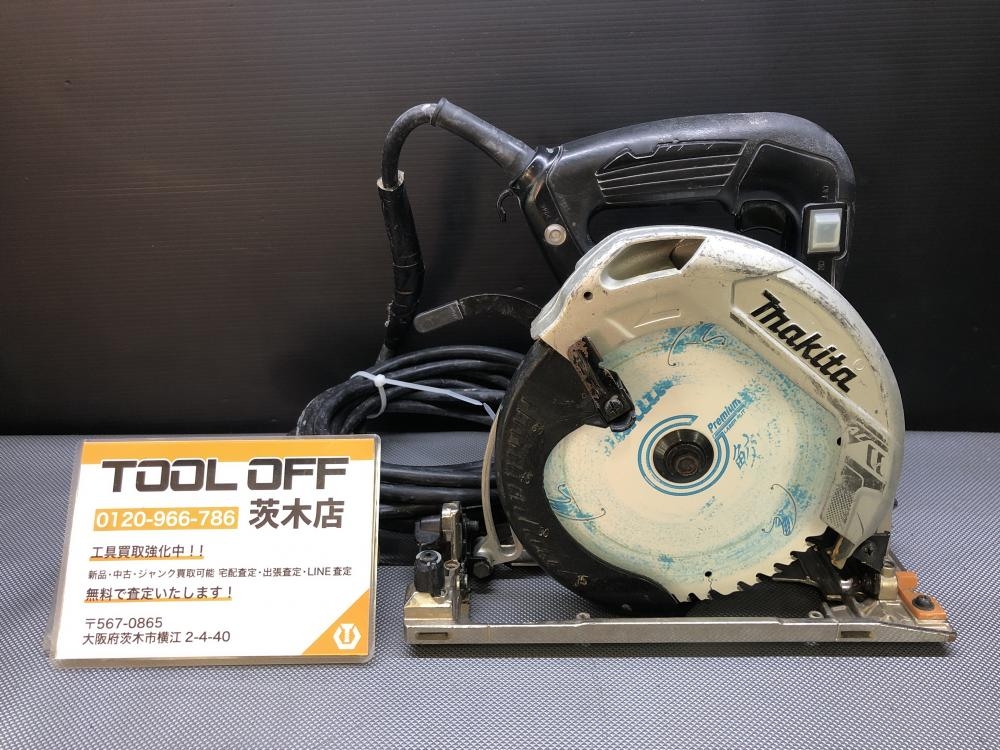 TOOL OFF
0120-966-786 茨木店
工具買取強化中！！
新品・中古・ジャンク買取可能 宅配査定・出張査定・LINE査定
無料で査定いたします！
〒567-0865
大阪府茨木市横江 2-4-40
makita
Premium